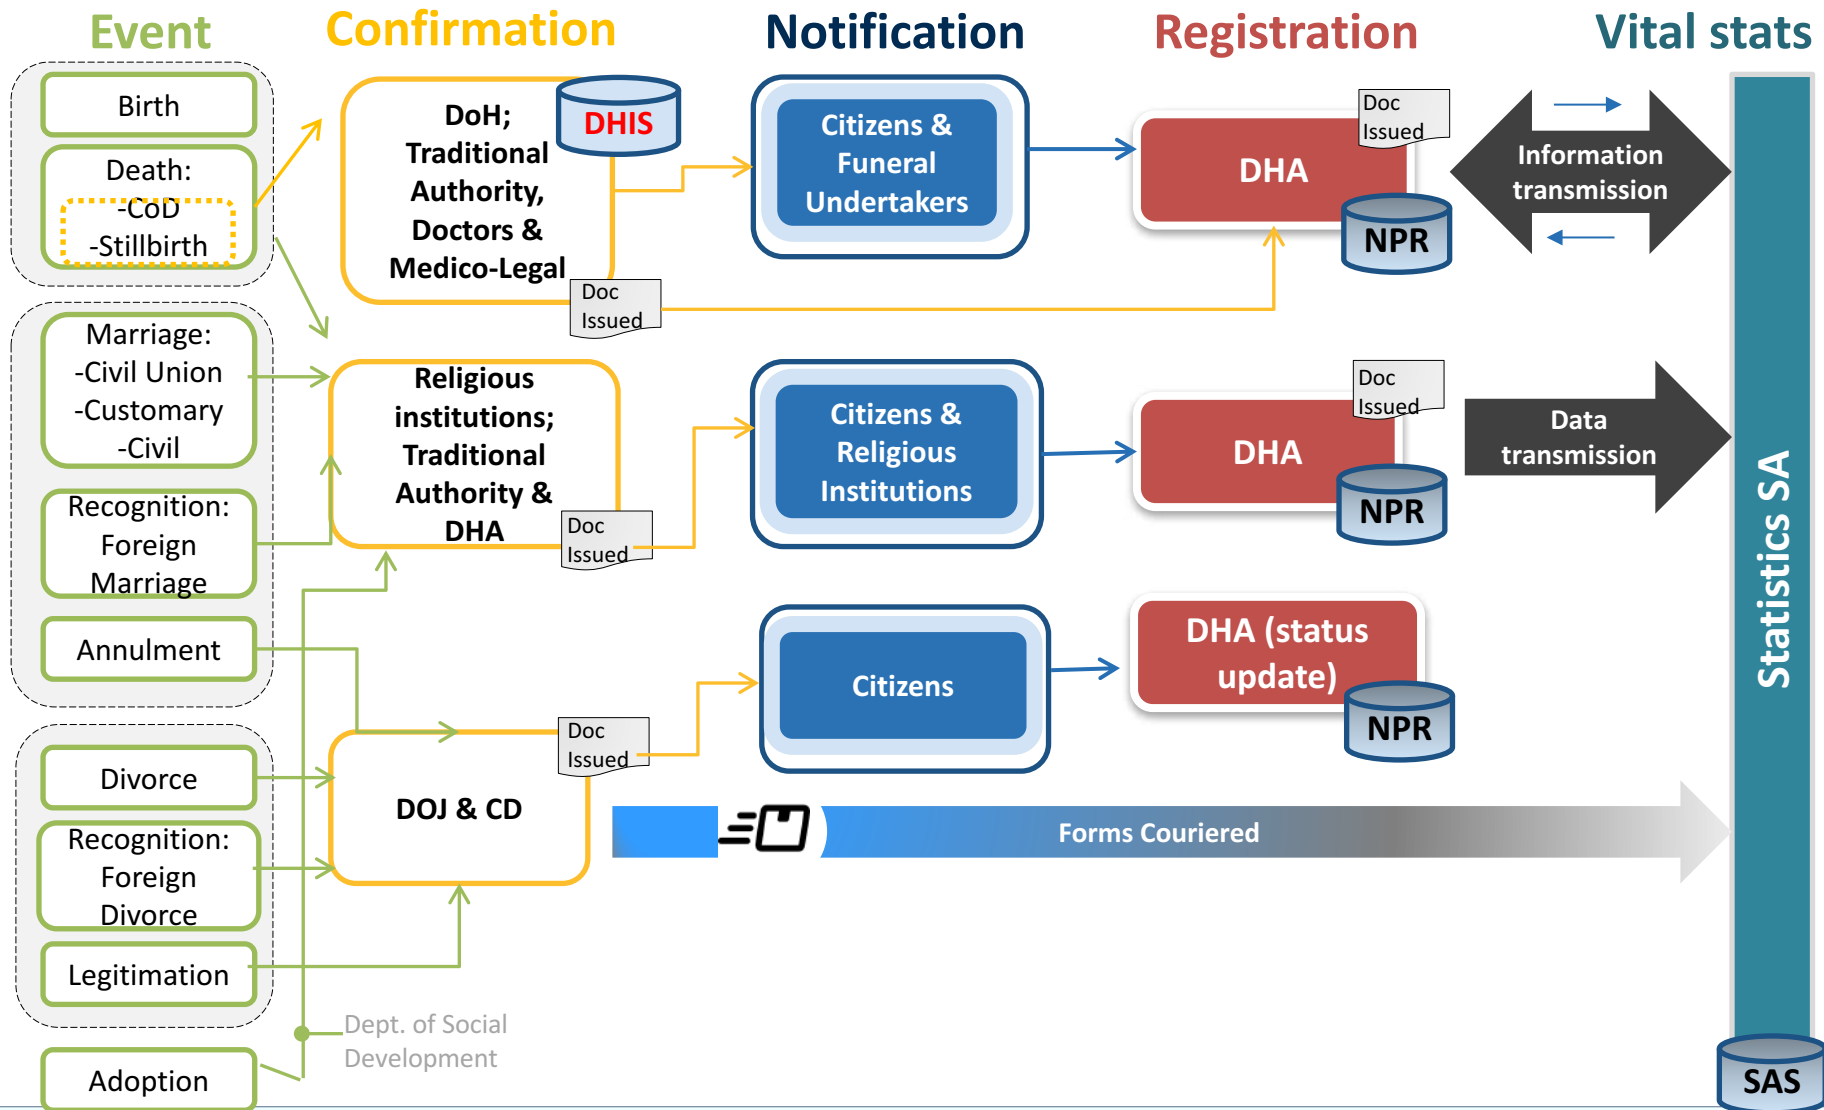 Event
Confirmation
Notification
Registration
Vital stats
Birth
Death:
-CoD
-Stillbirth
DoH;
Traditional
Authority,
Doctors &
Medico-Legal
DHIS
Doc
Issued
Citizens &
Funeral
Undertakers
DHA
Doc
Issued
NPR
Information
transmission
Marriage:
-Civil Union
-Customary
-Civil
Recognition:
Foreign
Marriage
Annulment
Religious
institutions;
Traditional
Authority &
DHA
Doc
Issued
Citizens &
Religious
Institutions
DHA
Doc
Issued
NPR
Data
transmission
Statistics SA
Divorce
Recognition:
Foreign
Divorce
Legitimation
DOJ & CD
Doc
Issued
Citizens
DHA (status
update)
NPR
Forms Couriered
Dept. of Social
Development
Adoption
SAS